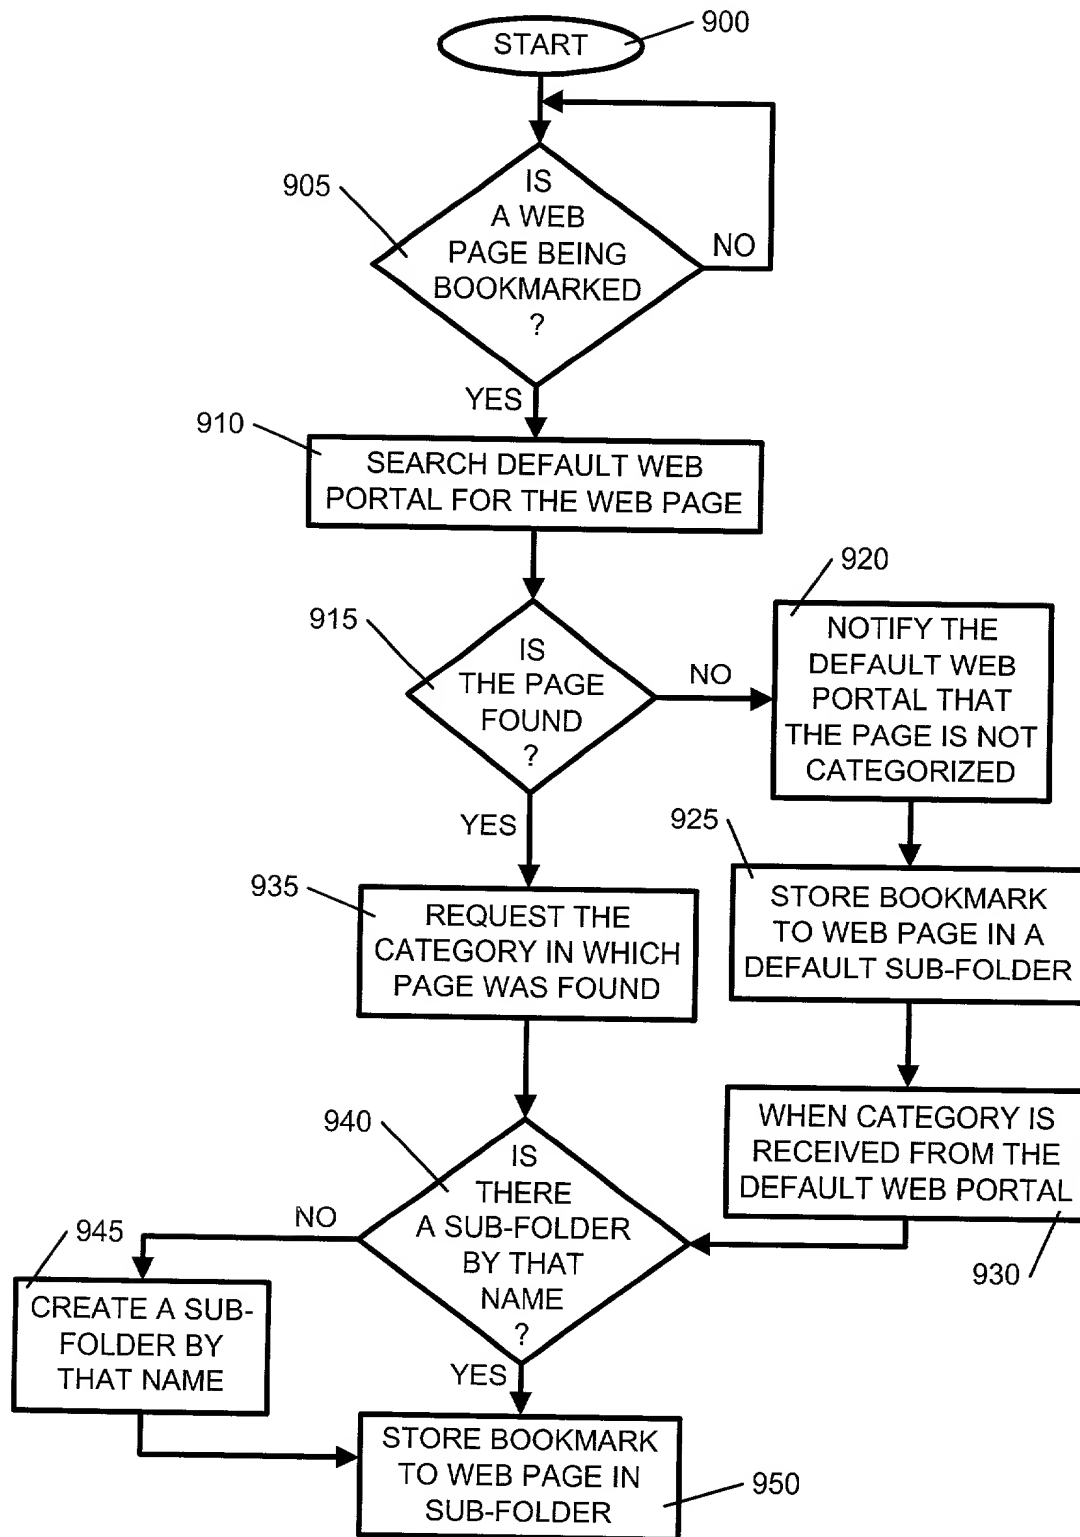 START
900
905
IS
A WEB
PAGE BEING
BOOKMARKED
?
NO
YES
910
SEARCH DEFAULT WEB
PORTAL FOR THE WEB PAGE
915
IS
THE PAGE
FOUND
?
NO
920
NOTIFY THE
DEFAULT WEB
PORTAL THAT
THE PAGE IS NOT
CATEGORIZED
YES
925
STORE BOOKMARK
TO WEB PAGE IN A
DEFAULT SUB-FOLDER
935
REQUEST THE
CATEGORY IN WHICH
PAGE WAS FOUND
WHEN CATEGORY IS
RECEIVED FROM THE
DEFAULT WEB PORTAL
930
940
IS
THERE
A SUB-FOLDER
BY THAT
NAME
?
NO
945
CREATE A SUB-
FOLDER BY
THAT NAME
YES
STORE BOOKMARK
TO WEB PAGE IN
SUB-FOLDER
950